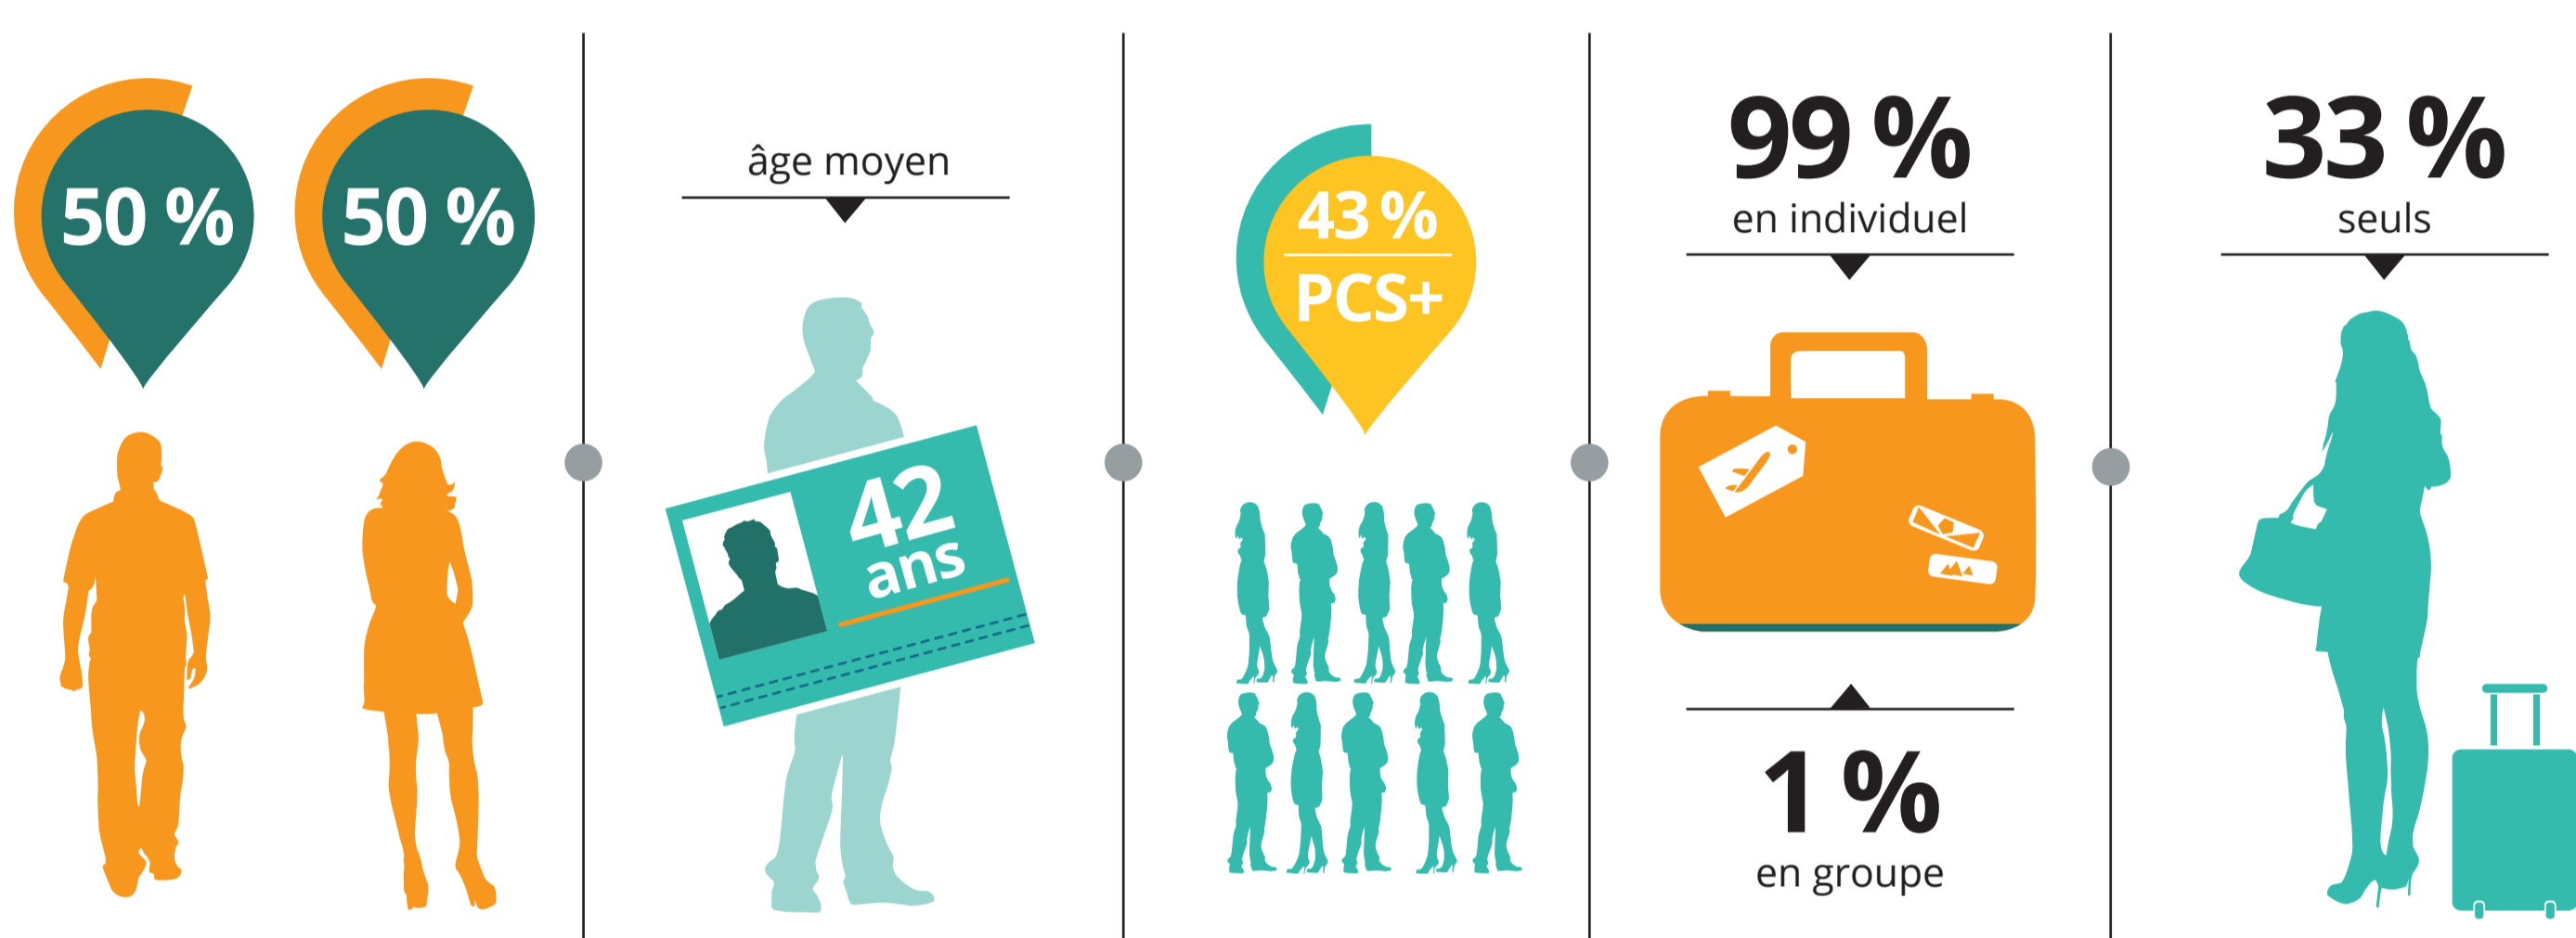 50 %
50 %
âge moyen
42
ans
43 %
PCS+
99 %
en individuel
1 %
en groupe
33 %
seuls